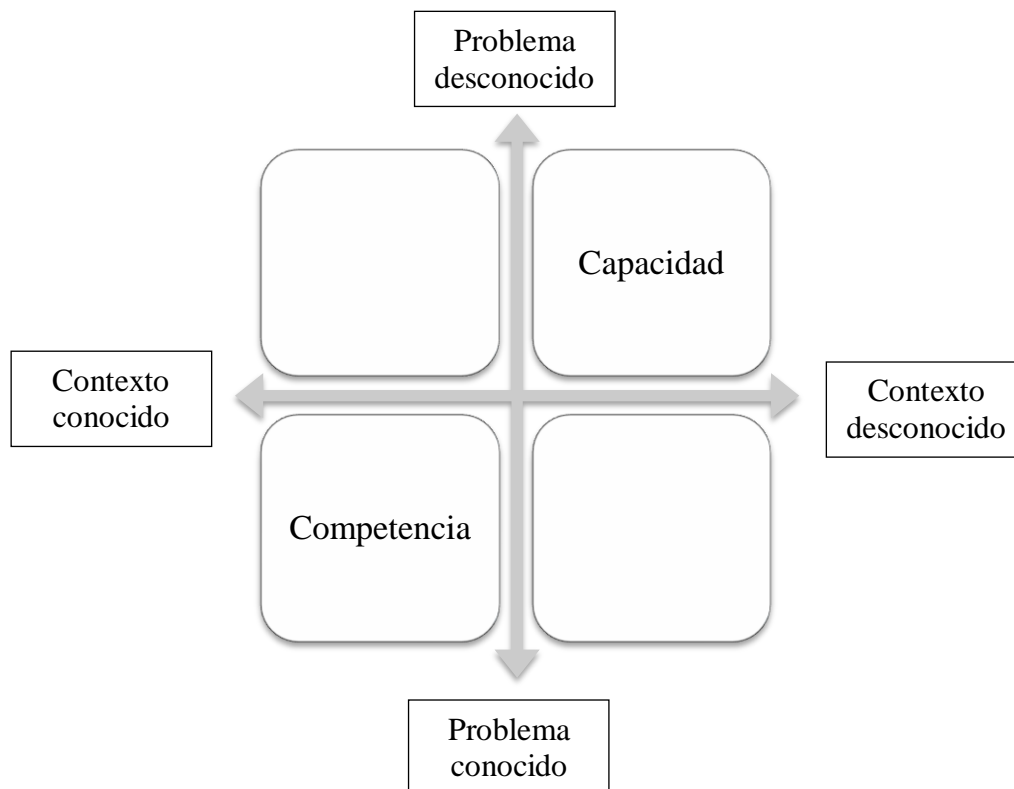 Problema
desconocido
Capacidad
Contexto
conocido
Contexto
desconocido
Competencia
Problema
conocido